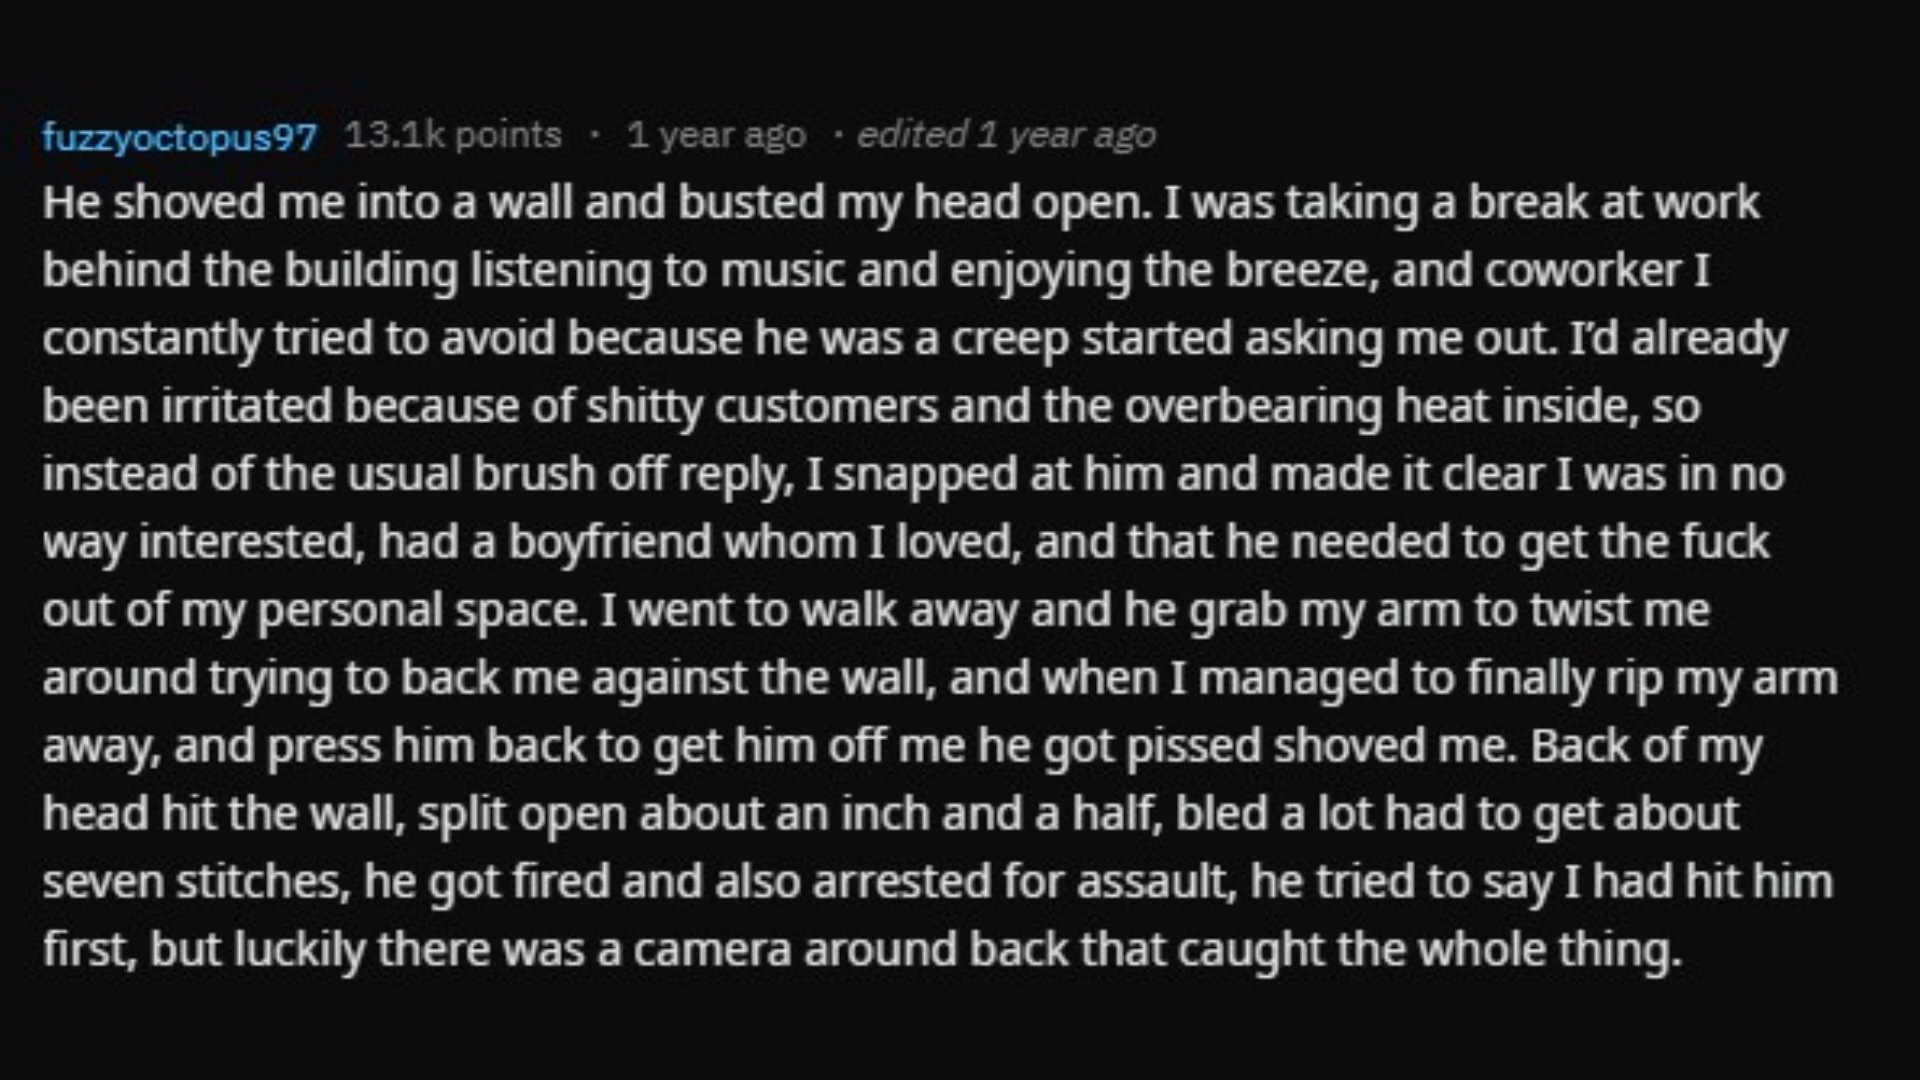 fuzzyoctopus97 13.1k points · 1 year ago · edited 1 year ago
He shoved me into a wall and busted my head open. I was taking a break at work
behind the building listening to music and enjoying the breeze, and coworker I
constantly tried to avoid because he was a creep started asking me out. I’d already
been irritated because of shitty customers and the overbearing heat inside, so
instead of the usual brush off reply, I snapped at him and made it clear I was in no
way interested, had a boyfriend whom I loved, and that he needed to get the fuck
out of my personal space. I went to walk away and he grab my arm to twist me
around trying to back me against the wall, and when I managed to finally rip my arm
away, and press him back to get him off me he got pissed shoved me. Back of my
head hit the wall, split open about an inch and a half, bled a lot had to get about
seven stitches, he got fired and also arrested for assault, he tried to say I had hit him
first, but luckily there was a camera around back that caught the whole thing.